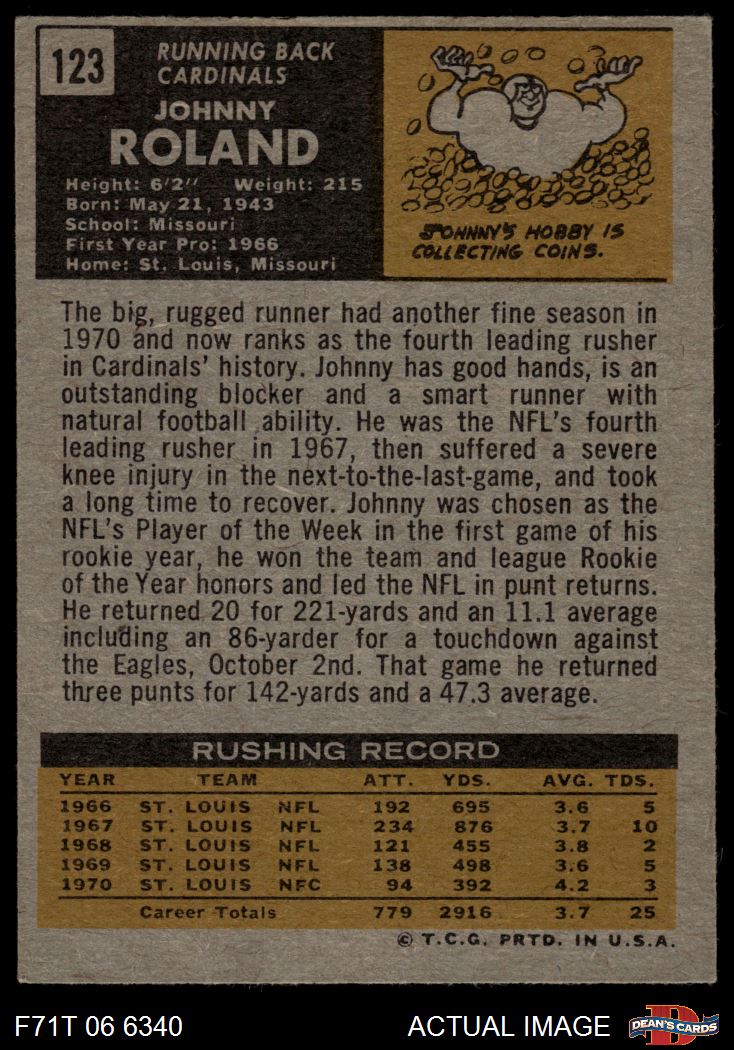 123
RUNNING BACK
CARDINALS
JOHNNY
ROLAND
Height: 6'2" Weight: 215
Born: May 21, 1943
School: Missouri
First Year Pro: 1966
Home: St. Louis, Missouri
JOHNNY'S HOBBY IS
COLLECTING COINS.
The big, rugged runner had another fine season in
1970 and now ranks as the fourth leading rusher
in Cardinals' history. Johnny has good hands, is an
outstanding blocker and a smart runner with
natural football ability. He was the NFL's fourth
leading rusher in 1967, then suffered a severe
knee injury in the next-to-the-last-game, and took
a long time to recover. Johnny was chosen as the
NFL's Player of the Week in the first game of his
rookie year, he won the team and league Rookie
of the Year honors and led the NFL in punt returns.
He returned 20 for 221-yards and an 11.1 average
including an 86-yarder for a touchdown against
the Eagles, October 2nd. That game he returned
three punts for 142-yards and a 47.3 average.
RUSHING RECORD
YEAR TEAM ATT. YDS. AVG. TDS.
1966 ST. LOUIS NFL 192 695 3.6 5
1967 ST. LOUIS NFL 234 876 3.7 10
1968 ST. LOUIS NFL 121 455 3.8 2
1969 ST. LOUIS NFL 138 498 3.6 5
1970 ST. LOUIS NFC 94 392 4.2 3
Career Totals 779 2916 3.7 25
© T.C.G. PRTD. IN U.S.A.
F71T 06 6340 ACTUAL IMAGE D DEAN'S CARDS